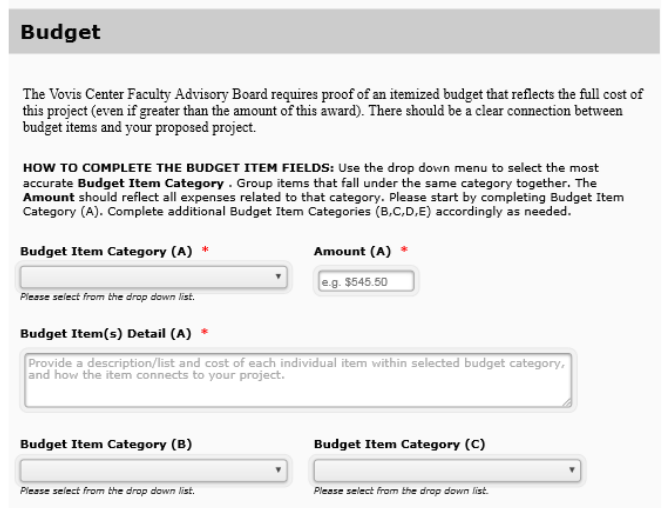 Budget
The Vovis Center Faculty Advisory Board requires proof of an itemized budget that reflects the full cost of
this project (even if greater than the amount of this award). There should be a clear connection between
budget items and your proposed project.
HOW TO COMPLETE THE BUDGET ITEM FIELDS: Use the drop down menu to select the most
accurate Budget Item Category . Group items that fall under the same category together. The
Amount should reflect all expenses related to that category. Please start by completing Budget Item
Category (A). Complete additional Budget Item Categories (B,C,D,E) accordingly as needed.
Budget Item Category (A) * Amount (A) *
e.g. $545.50
Please select from the drop down list.
Budget Item(s) Detail (A) *
Provide a description/list and cost of each individual item within selected budget category,
and how the item connects to your project.
Budget Item Category (B) Budget Item Category (C)
Please select from the drop down list. Please select from the drop down list.